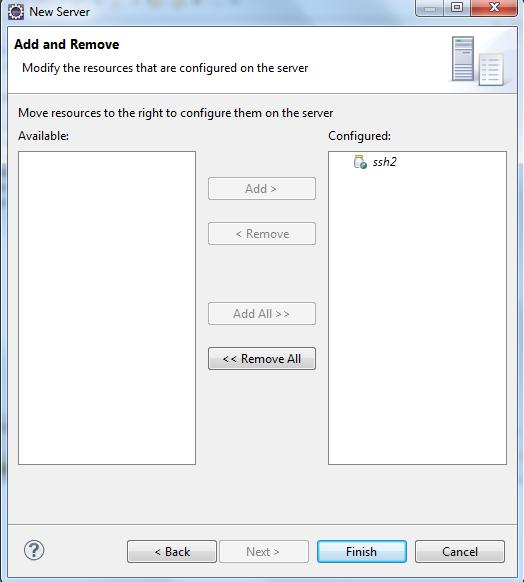 New Server
Add and Remove
Modify the resources that are configured on the server
Move resources to the right to configure them on the server
Available:
Configured:
ssh2
Add >
< Remove
Add All >>
<< Remove All
?
< Back
Next >
Finish
Cancel